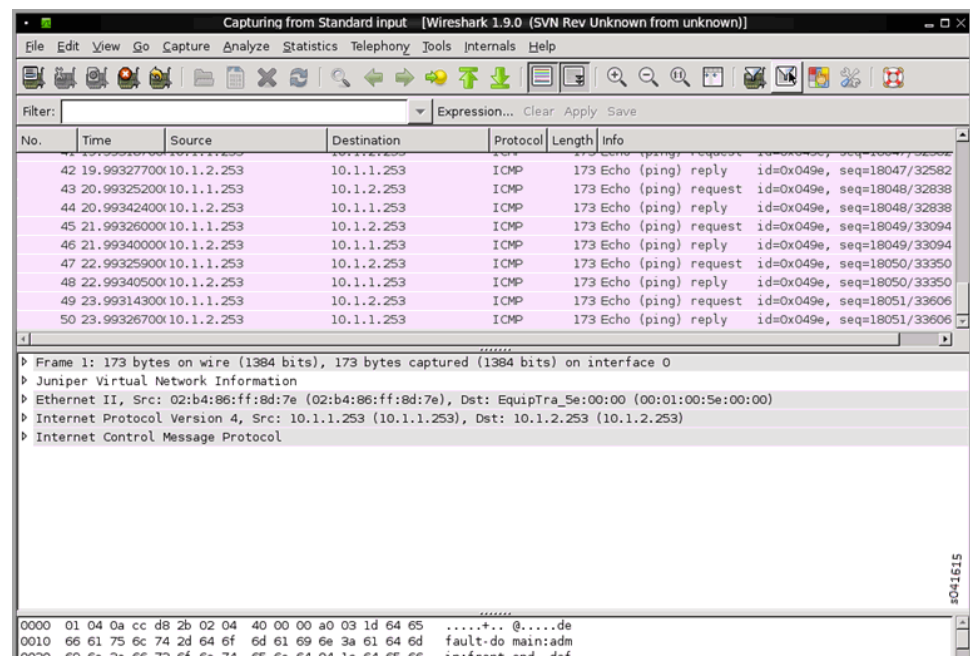 Capturing from Standard input [Wireshark 1.9.0 (SVN Rev Unknown from unknown)]
File Edit View Go Capture Analyze Statistics Telephony Tools Internals Help
Filter: Expression... Clear Apply Save
No. Time Source Destination Protocol Length Info
42 19.99327700( 10.1.2.253 10.1.1.253 ICMP 173 Echo (ping) reply id=0x049e, seq=18047/32582
43 20.99325200( 10.1.1.253 10.1.2.253 ICMP 173 Echo (ping) request id=0x049e, seq=18048/32838
44 20.99342400( 10.1.2.253 10.1.1.253 ICMP 173 Echo (ping) reply id=0x049e, seq=18048/32838
45 21.99326000( 10.1.1.253 10.1.2.253 ICMP 173 Echo (ping) request id=0x049e, seq=18049/33094
46 21.99340000( 10.1.2.253 10.1.1.253 ICMP 173 Echo (ping) reply id=0x049e, seq=18049/33094
47 22.99325900( 10.1.1.253 10.1.2.253 ICMP 173 Echo (ping) request id=0x049e, seq=18050/33350
48 22.99340500( 10.1.2.253 10.1.1.253 ICMP 173 Echo (ping) reply id=0x049e, seq=18050/33350
49 23.99314300( 10.1.1.253 10.1.2.253 ICMP 173 Echo (ping) request id=0x049e, seq=18051/33606
50 23.99326700( 10.1.2.253 10.1.1.253 ICMP 173 Echo (ping) reply id=0x049e, seq=18051/33606
Frame 1: 173 bytes on wire (1384 bits), 173 bytes captured (1384 bits) on interface 0
Juniper Virtual Network Information
Ethernet II, Src: 02:b4:86:ff:8d:7e (02:b4:86:ff:8d:7e), Dst: EquipTra_5e:00:00 (00:01:00:5e:00:00)
Internet Protocol Version 4, Src: 10.1.1.253 (10.1.1.253), Dst: 10.1.2.253 (10.1.2.253)
Internet Control Message Protocol
s041615
0000 01 04 0a cc d8 2b 02 04 40 00 00 a0 03 1d 64 65 .....+.. @.....de
0010 66 61 75 6c 74 2d 64 6f 6d 61 69 6e 3a 61 64 6d fault-do main:adm